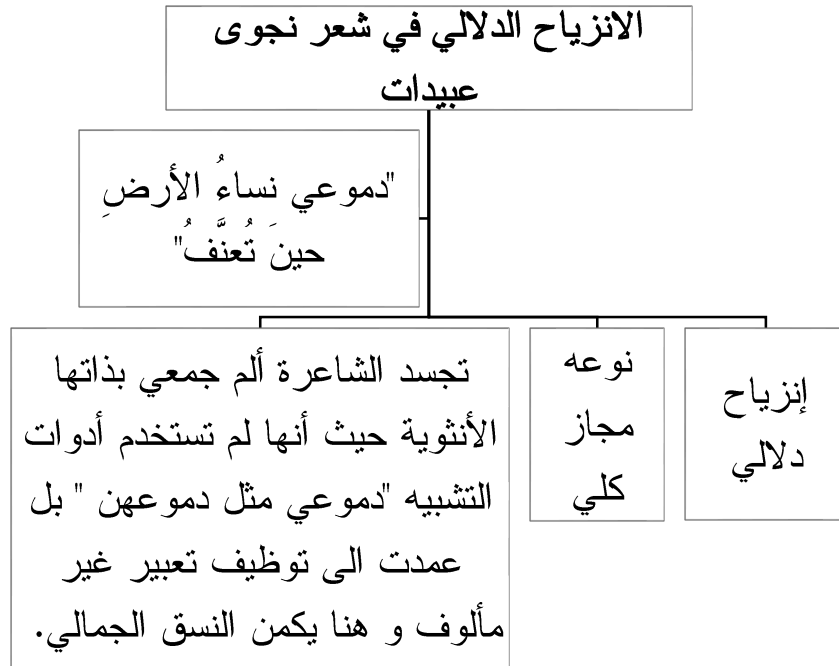 الانزياح الدلالي في شعر نجوى
عبيدات
"دموعي نساءُ الأرضِ
حينَ تُعنَّفُ"
إنزياح
دلالي
نوعه
مجاز
كلي
تجسد الشاعرة ألم جمعي بذاتها
الأنثوية حيث أنها لم تستخدم أدوات
التشبيه "دموعي مثل دموعهن " بل
عمدت الى توظيف تعبير غير
مألوف و هنا يكمن النسق الجمالي.